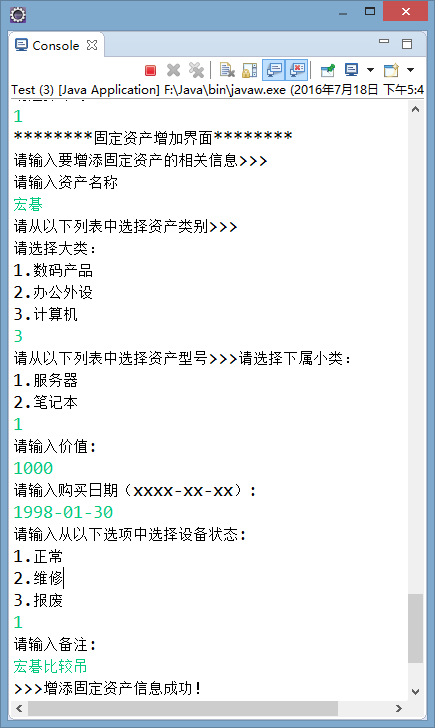 Console
Test (3) [Java Application] F:\Java\bin\javaw.exe (2016年7月18日 下午5:4
1
********固定资产增加界面********
请输入要增添固定资产的相关信息>>>
请输入资产名称
宏碁
请从以下列表中选择资产类别>>>
请选择大类：
1.数码产品
2.办公外设
3.计算机
3
请从以下列表中选择资产型号>>>请选择下属小类：
1.服务器
2.笔记本
1
请输入价值：
1000
请输入购买日期（xxxx-xx-xx）：
1998-01-30
请输入从以下选项中选择设备状态：
1.正常
2.维修
3.报废
1
请输入备注：
宏碁比较吊
>>>增添固定资产信息成功！